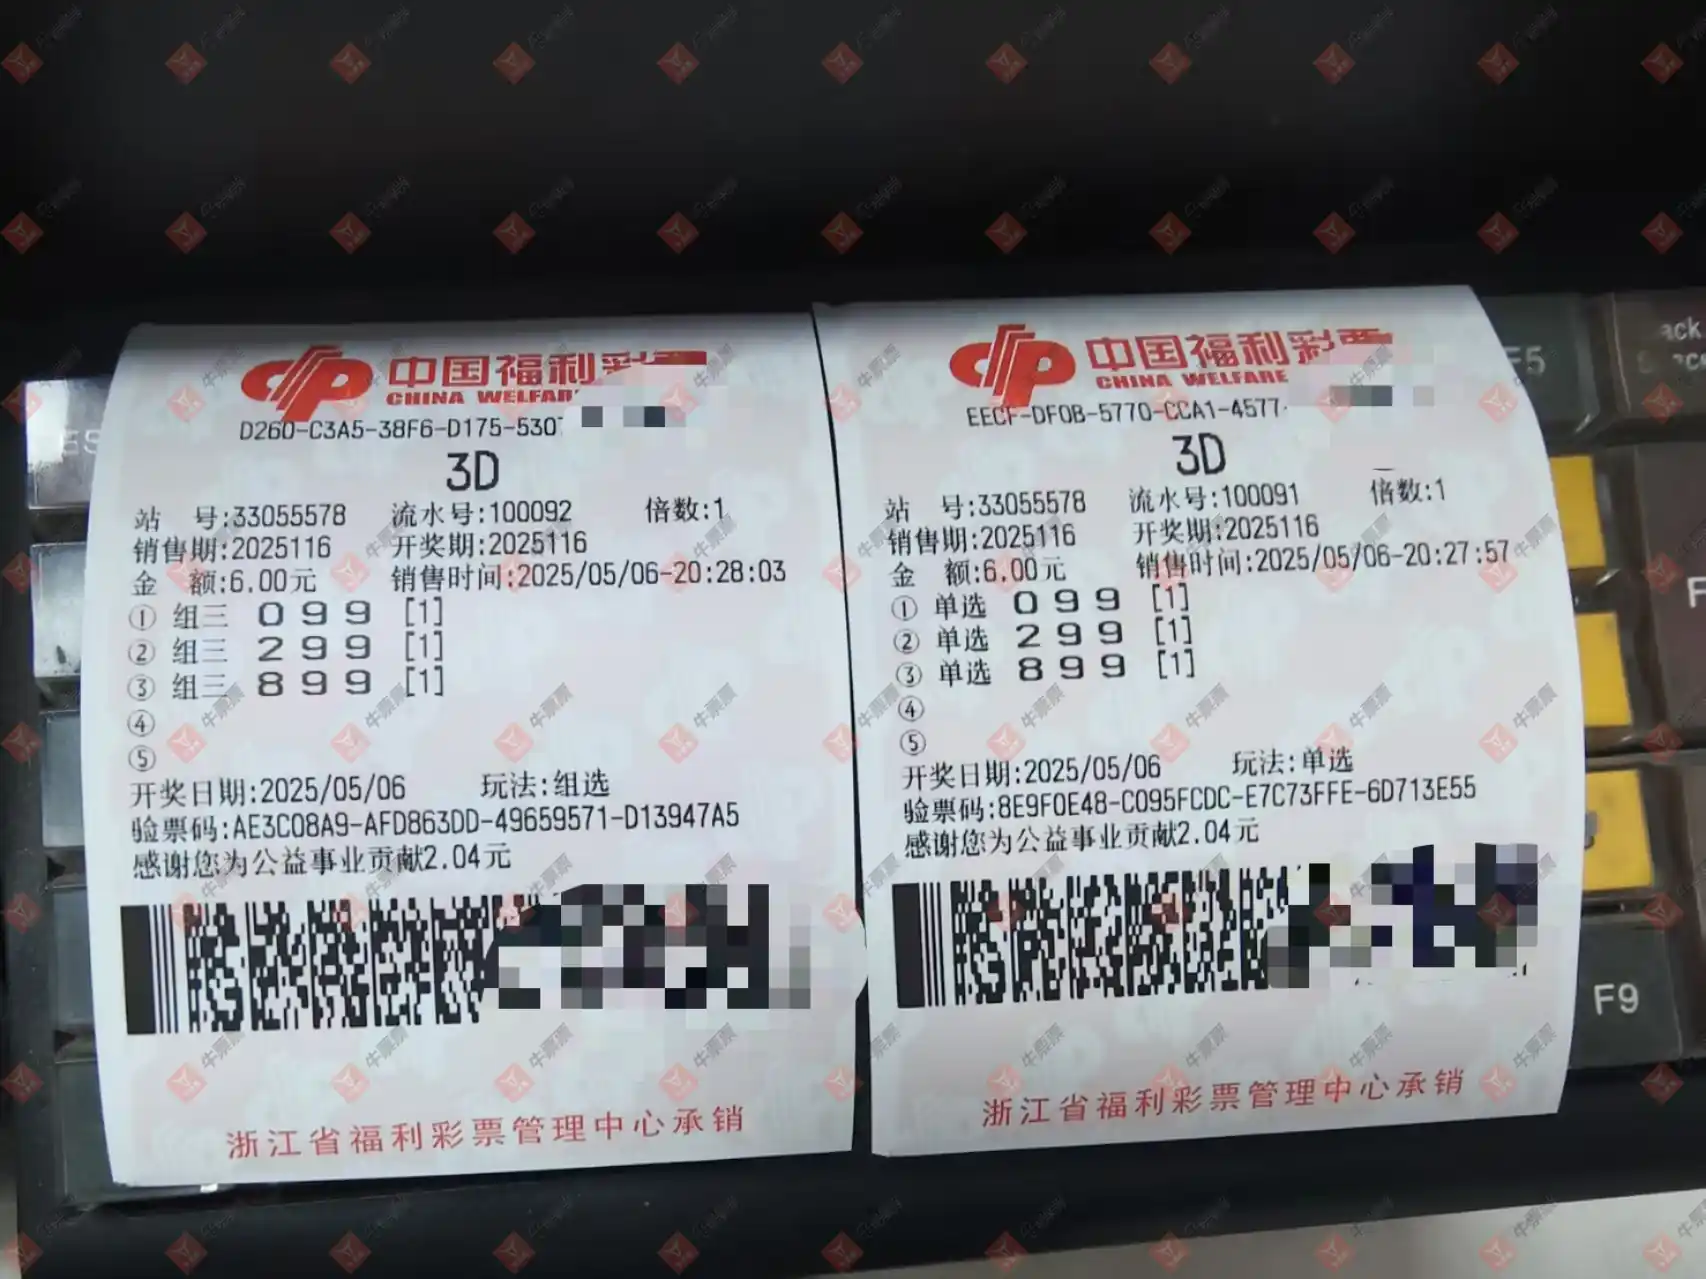 中国福利彩票
CHINA WELFARE
D260-C3A5-38F6-D175-5307
3D
站 号:33055578 流水号:100092 倍数:1
销售期:2025116 开奖期:2025116
金 额:6.00元 销售时间:2025/05/06-20:28:03
① 组三 0 9 9 [1]
② 组三 2 9 9 [1]
③ 组三 8 9 9 [1]
④
⑤
开奖日期:2025/05/06 玩法:组选
验票码:AE3C08A9-AFD863DD-49659571-D13947A5
感谢您为公益事业贡献2.04元
浙江省福利彩票管理中心承销
中国福利彩票
CHINA WELFARE
EECF-DF0B-5770-CCA1-4577-
3D
站 号:33055578 流水号:100091 倍数:1
销售期:2025116 开奖期:2025116
金 额:6.00元 销售时间:2025/05/06-20:27:57
① 单选 0 9 9 [1]
② 单选 2 9 9 [1]
③ 单选 8 9 9 [1]
④
⑤
开奖日期:2025/05/06 玩法:单选
验票码:8E9F0E48-C095FCDC-E7C73FFE-6D713E55
感谢您为公益事业贡献2.04元
浙江省福利彩票管理中心承销
F5
F9
牛票票